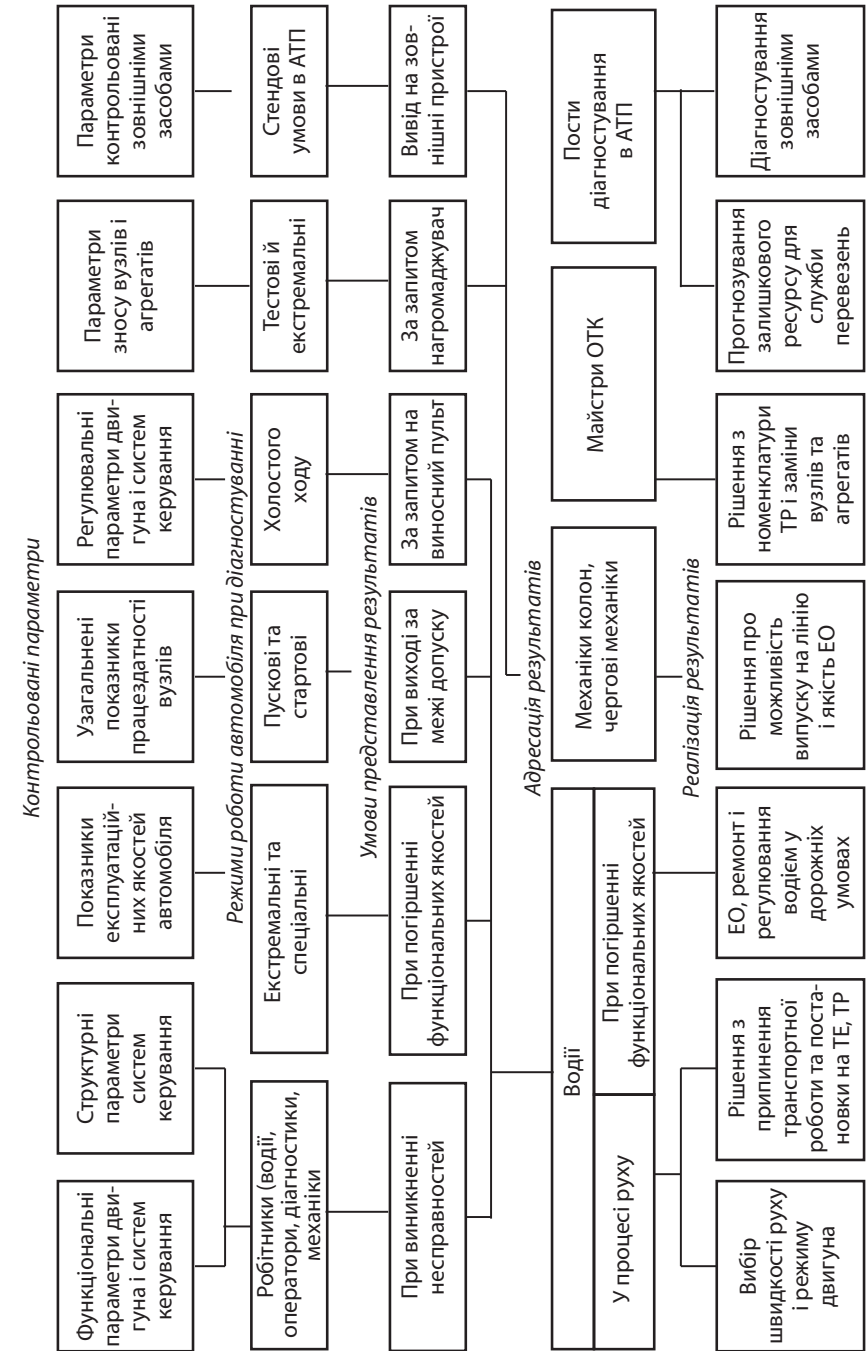 Контрольовані параметри
Функціональні
параметри дви-
гуна і систем
керування
Структурні
параметри
систем
керування
Показники
експлуатацій-
них якостей
автомобіля
Узагальнені
показники
працездатності
вузлів
Регулювальні
параметри дви-
гуна і систем
керування
Параметри
зносу вузлів і
агрегатів
Параметри
контрольовані
зовнішніми
засобами
Режими роботи автомобіля при діагностуванні
Робітники (водії,
оператори, діагностики,
механіки
Екстремальні та
спеціальні
Пускові та
стартові
Холостого
ходу
Тестові й
екстремальні
Стендові
умови в АТП
Умови представлення результатів
При виникненні
несправностей
При погіршенні
функціональних якостей
При виході за
межі допуску
За запитом на
виносний пульт
За запитом
нагромаджувач
Вивід на зов-
нішні пристрої
Адресація результатів
Водії
У процесі руху
При погіршенні
функціональних якостей
Механіки колон,
чергові механіки
Майстри ОТК
Пости
діагностування
в АТП
Реалізація результатів
Вибір
швидкості руху
і режиму
двигуна
Рішення з
припинення
транспортної
роботи та поста-
новки на ТЕ, ТР
ЕО, ремонт і
регулювання
водієм у
дорожніх
умовах
Рішення про
можливість
випуску на лінію
і якість ЕО
Рішення з
номенклатури
ТР і заміни
вузлів та
агрегатів
Прогнозування
залишкового
ресурсу для
служби
перевезень
Діагностування
зовнішніми
засобами